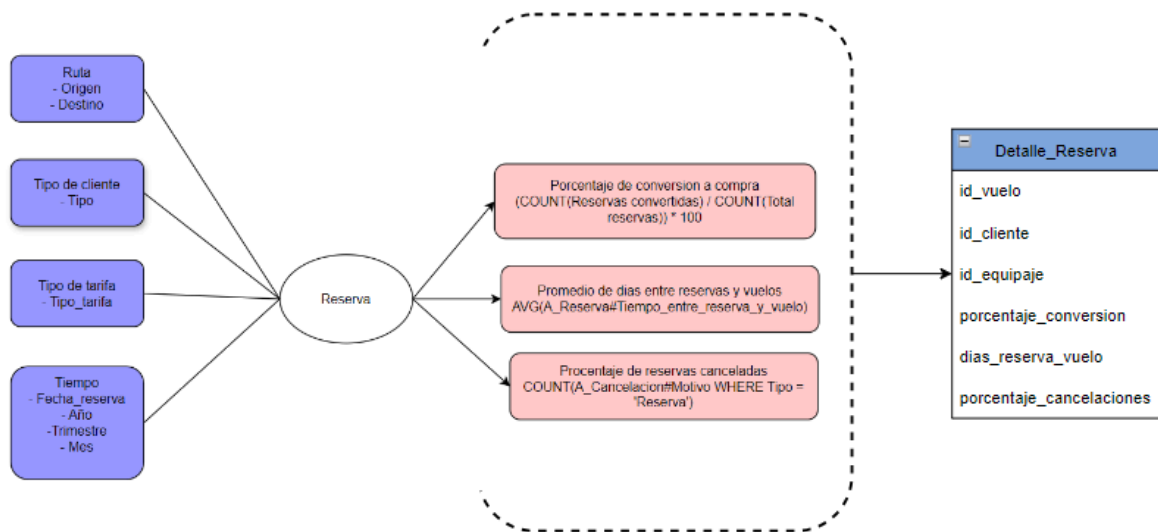 Ruta
- Origen
- Destino
Tipo de cliente
- Tipo
Tipo de tarifa
- Tipo_tarifa
Tiempo
- Fecha_reserva
- Año
-Trimestre
- Mes
Reserva
Porcentaje de conversion a compra
(COUNT(Reservas convertidas) / COUNT(Total
reservas)) * 100
Promedio de dias entre reservas y vuelos
AVG(A_Reserva#Tiempo_entre_reserva_y_vuelo)
Procentaje de reservas canceladas
COUNT(A_Cancelacion#Motivo WHERE Tipo =
'Reserva')
Detalle_Reserva
id_vuelo
id_cliente
id_equipaje
porcentaje_conversion
dias_reserva_vuelo
porcentaje_cancelaciones